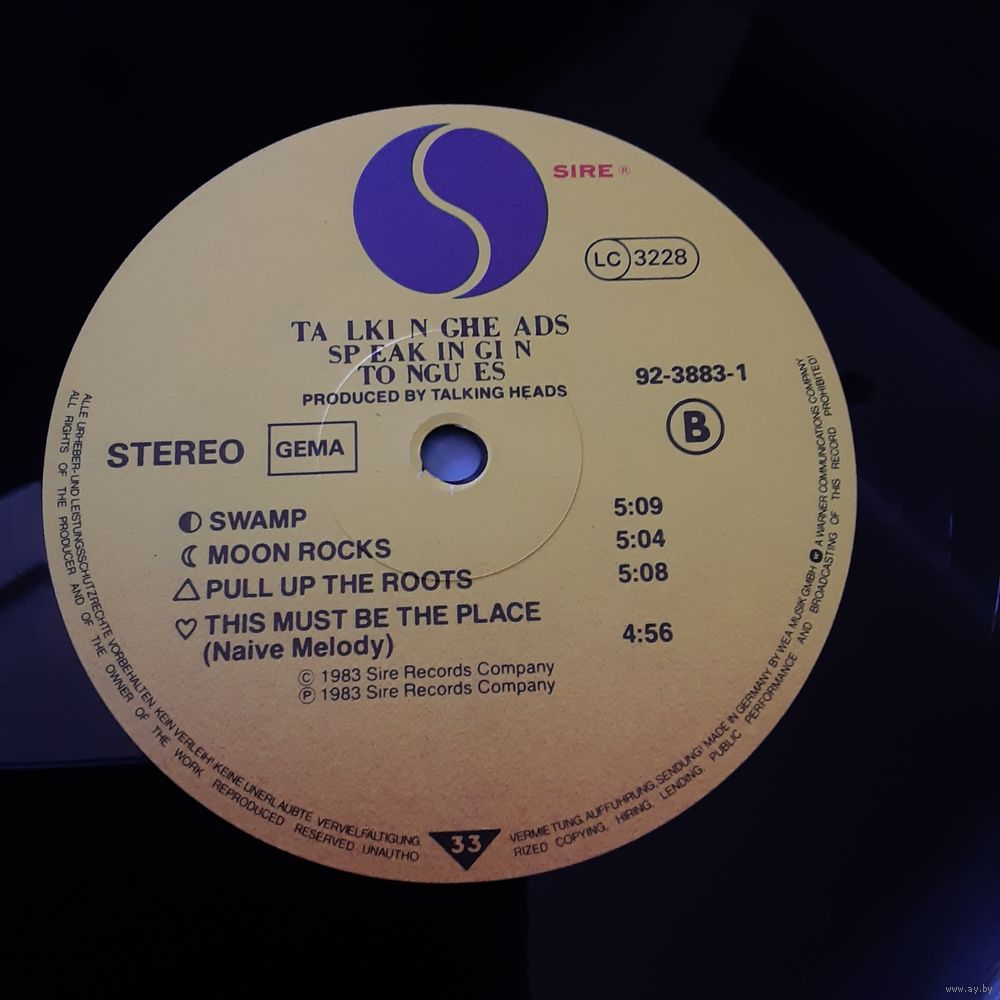 SIRE ®
LC 3228
TA LKI N GHE ADS
SP EAK IN GI N
TO NGU ES
PRODUCED BY TALKING HEADS
92-3883-1
STEREO GEMA B
SWAMP 5:09
MOON ROCKS 5:04
PULL UP THE ROOTS 5:08
THIS MUST BE THE PLACE
(Naive Melody) 4:56
© 1983 Sire Records Company
℗ 1983 Sire Records Company
ALLE URHEBER- UND LEISTUNGSSCHUTZRECHTE VORBEHALTEN KEIN VERLEIH! KEINE UNERLAUBTE VERVIELFÄLTIGUNG,
VERMIETUNG, AUFFÜHRUNG, SENDUNG! MADE IN GERMANY BY WEA MUSIK GMBH A WARNER COMMUNICATIONS COMPANY
ALL RIGHTS OF THE PRODUCER AND OF THE OWNER OF THE WORK REPRODUCED RESERVED UNAUTHO
RIZED COPYING, HIRING, LENDING, PUBLIC PERFORMANCE AND BROADCASTING OF THIS RECORD PROHIBITED!
33
www.ay.by